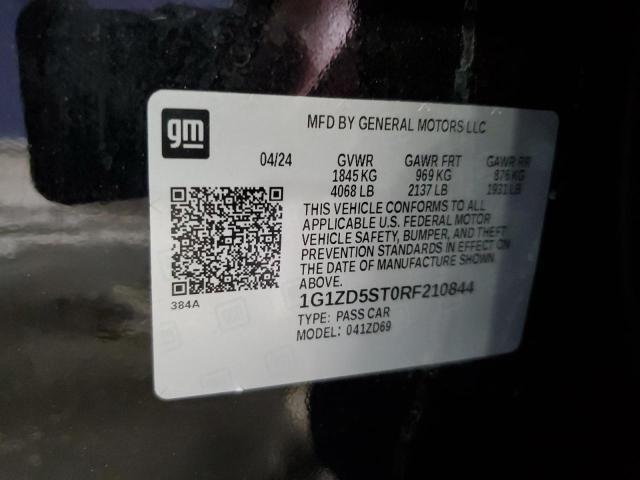 gm
MFD BY GENERAL MOTORS LLC
04/24 GVWR GAWR FRT GAWR RR
1845 KG 969 KG 876 KG
4068 LB 2137 LB 1931 LB
THIS VEHICLE CONFORMS TO ALL
APPLICABLE U.S. FEDERAL MOTOR
VEHICLE SAFETY, BUMPER, AND THEFT
PREVENTION STANDARDS IN EFFECT ON
THE DATE OF MANUFACTURE SHOWN
ABOVE.
384A
1G1ZD5ST0RF210844
TYPE: PASS CAR
MODEL: 041ZD69